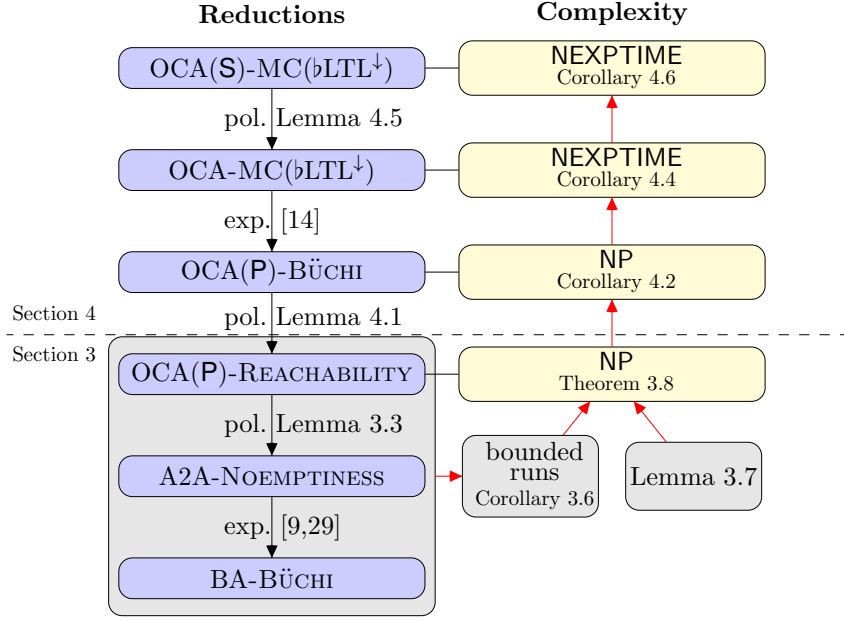 Reductions
Complexity
OCA(S)-MC(♭LTL↓)
NEXPTIME
Corollary 4.6
pol. Lemma 4.5
OCA-MC(♭LTL↓)
NEXPTIME
Corollary 4.4
exp. [14]
OCA(P)-BÜCHI
NP
Corollary 4.2
Section 4
pol. Lemma 4.1
Section 3
OCA(P)-REACHABILITY
NP
Theorem 3.8
pol. Lemma 3.3
A2A-NOEMPTINESS
bounded
runs
Corollary 3.6
Lemma 3.7
exp. [9,29]
BA-BÜCHI